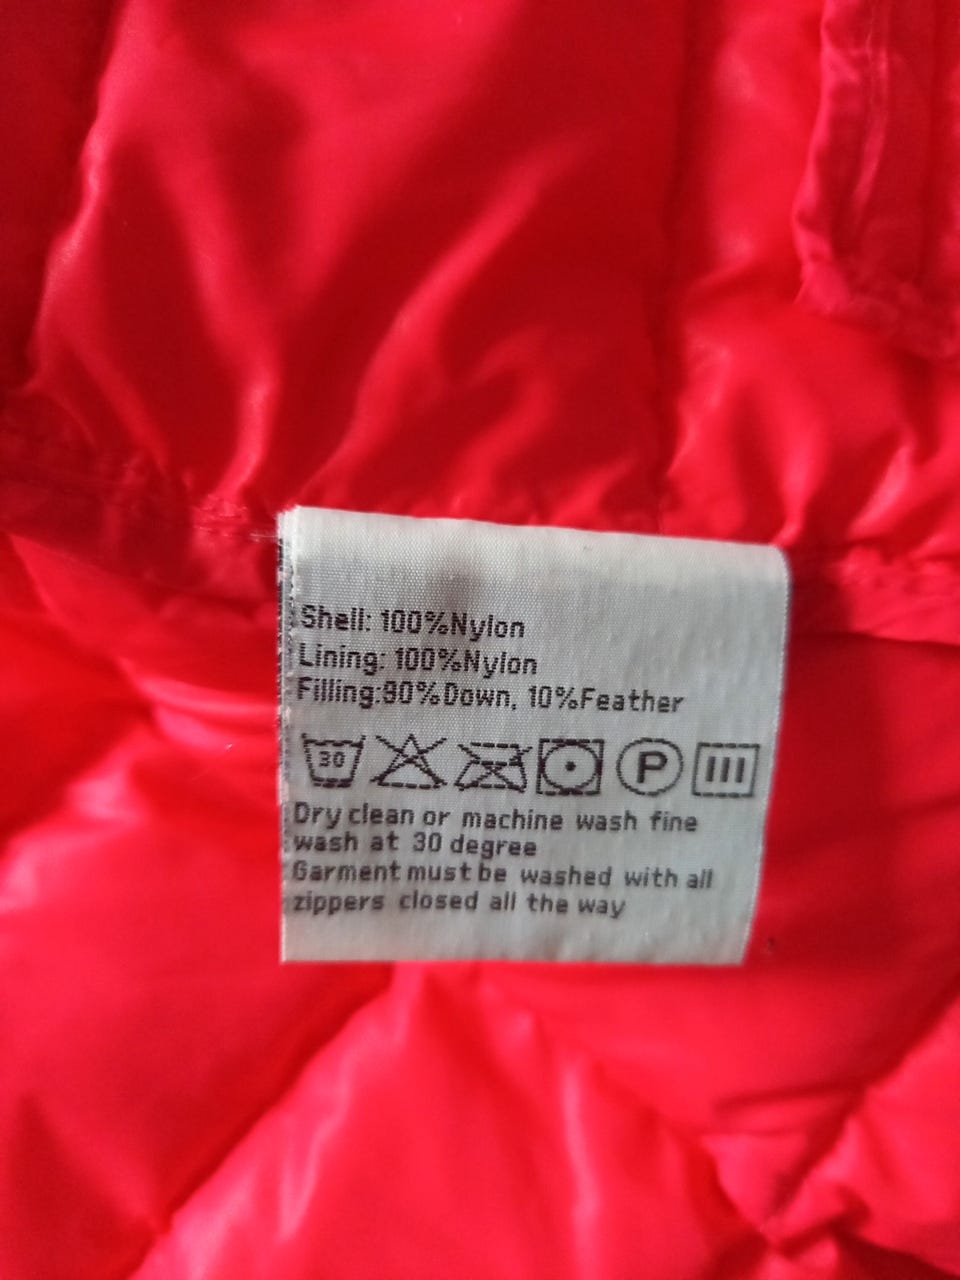 Shell: 100%Nylon
Lining: 100%Nylon
Filling:90%Down, 10%Feather
30 P
Dry clean or machine wash fine
wash at 30 degree
Garment must be washed with all
zippers closed all the way